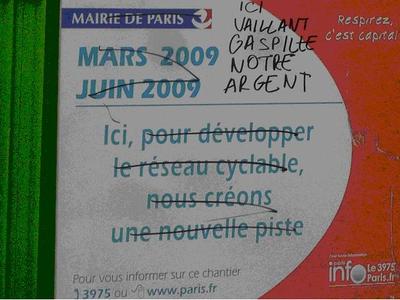 MAIRIE DE PARIS
ICI
VAILLANT
GASPILLE
NOTRE
ARGENT
Respirez,
c'est capital
MARS 2009
JUIN 2009
Ici, pour développer
le réseau cyclable,
nous créons
une nouvelle piste
Pour vous informer sur ce chantier
3975 ou www.paris.fr
paris
info Le 3975
Paris.fr